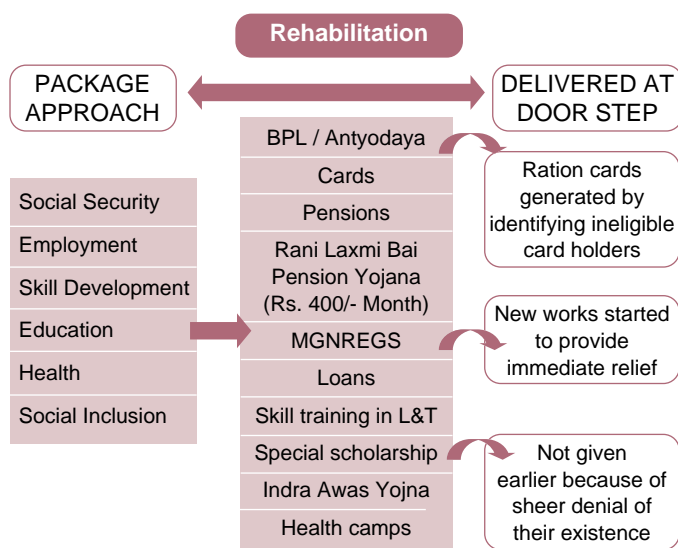 Rehabilitation
PACKAGE
APPROACH
DELIVERED AT
DOOR STEP
Social Security
Employment
Skill Development
Education
Health
Social Inclusion
BPL / Antyodaya
Cards
Pensions
Rani Laxmi Bai
Pension Yojana
(Rs. 400/- Month)
MGNREGS
Loans
Skill training in L&T
Special scholarship
Indra Awas Yojna
Health camps
Ration cards
generated by
identifying ineligible
card holders
New works started
to provide
immediate relief
Not given
earlier because of
sheer denial of
their existence